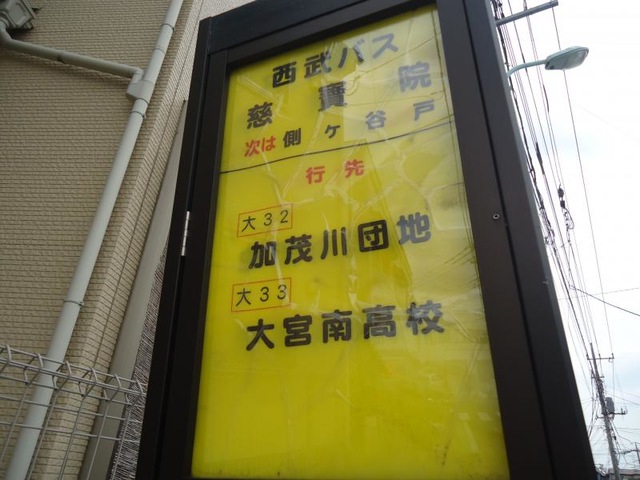 西武バス
慈寶院
次は 側ヶ谷戸
行先
大32
加茂川団地
大33
大宮南高校